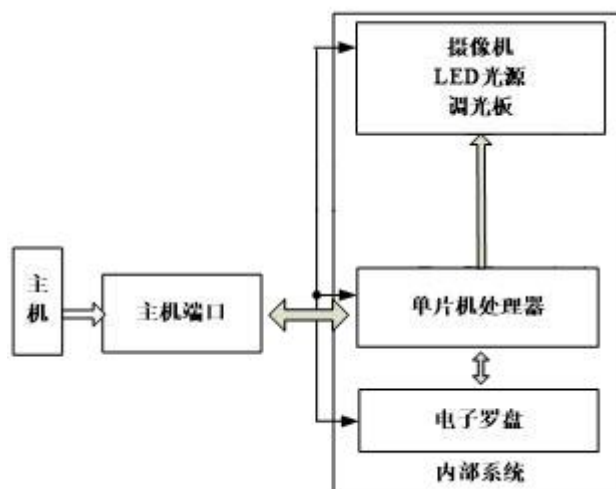 摄像机
LED光源
调光板
主
机
主机端口
单片机处理器
电子罗盘
内部系统